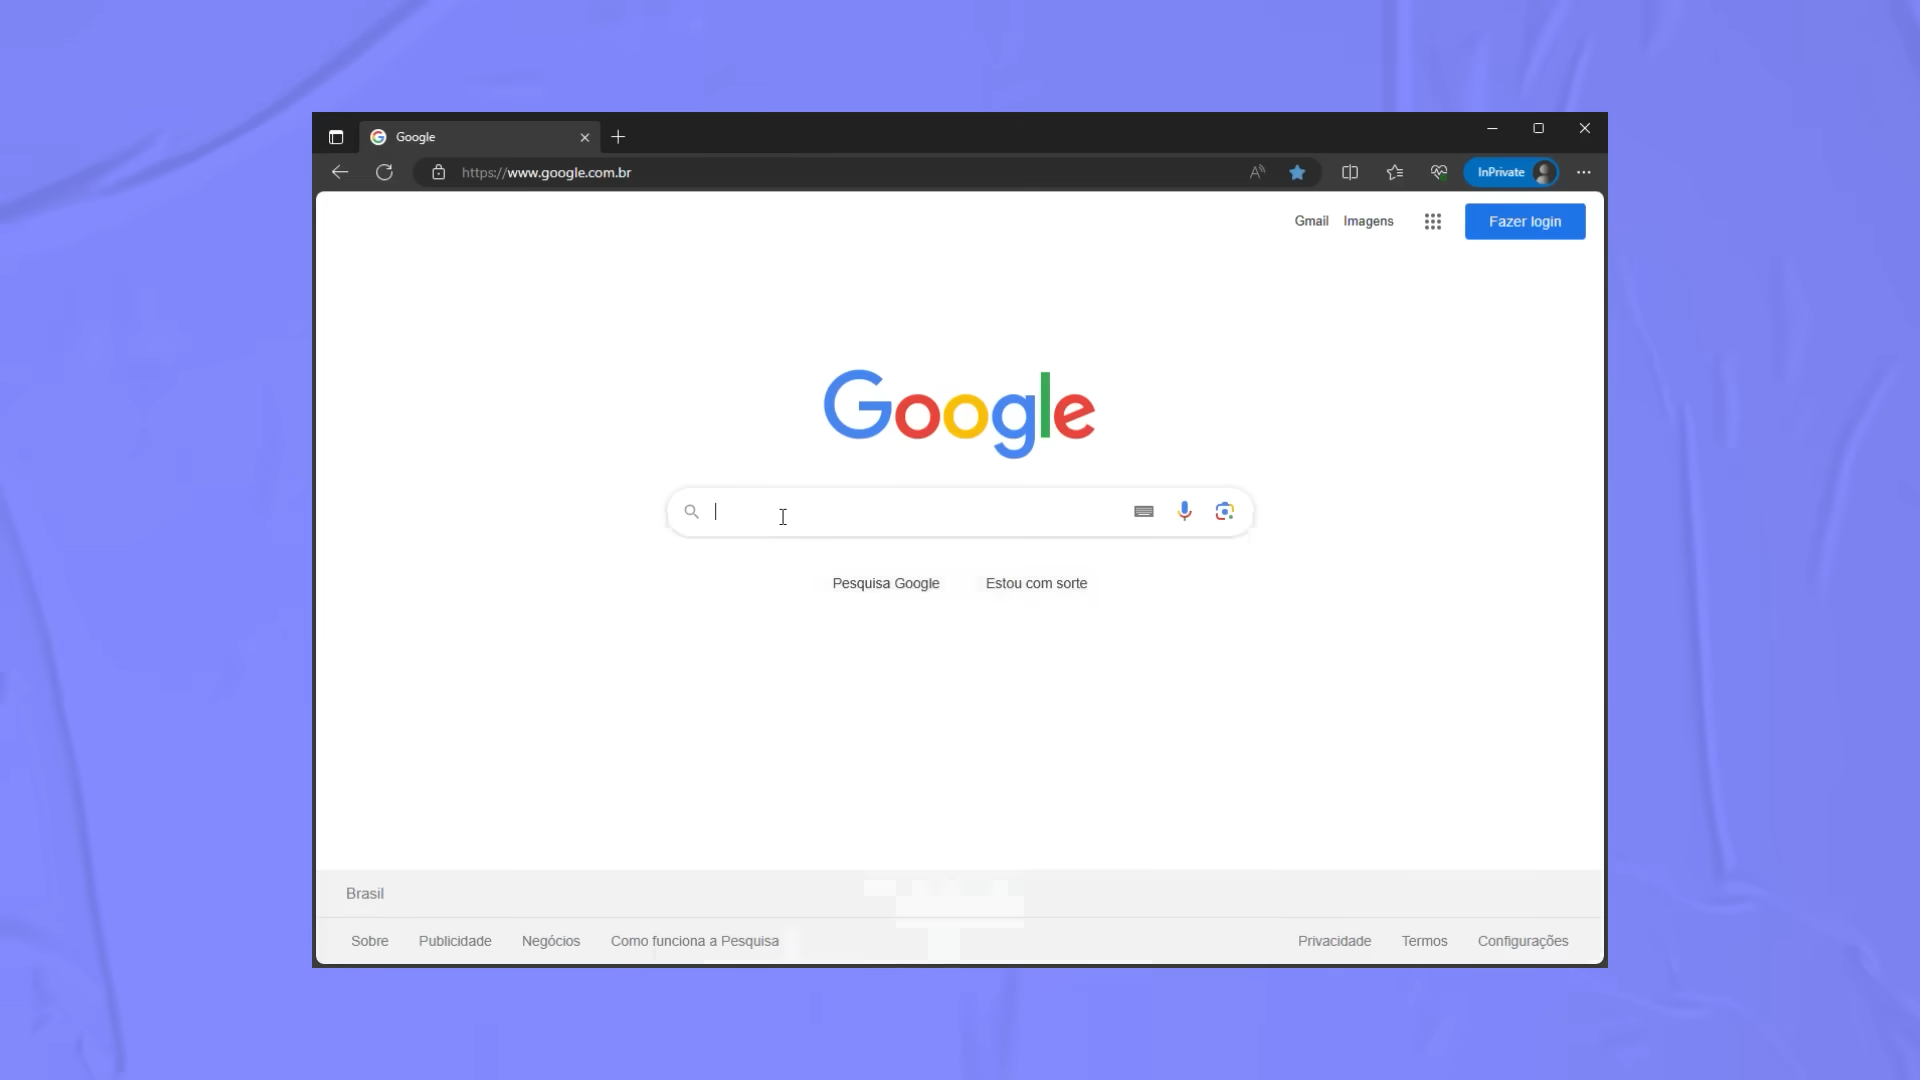 Google
https://www.google.com.br
InPrivate
Gmail Imagens Fazer login
Google
Pesquisa Google Estou com sorte
Brasil
Sobre Publicidade Negócios Como funciona a Pesquisa Privacidade Termos Configurações